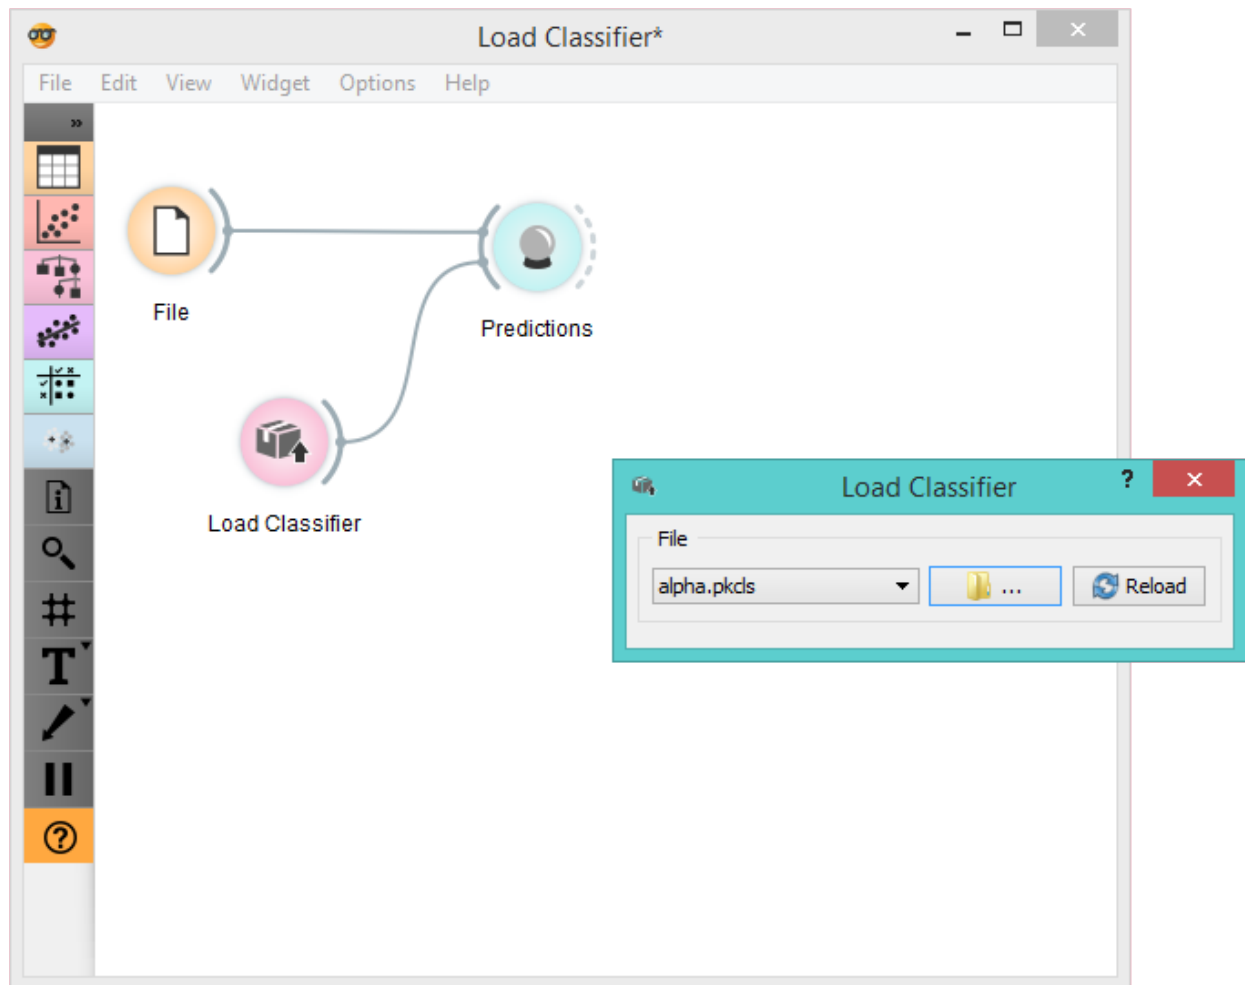 Load Classifier*
File Edit View Widget Options Help
»
File
Predictions
Load Classifier
Load Classifier ?
File
alpha.pkcls ... Reload
T
?